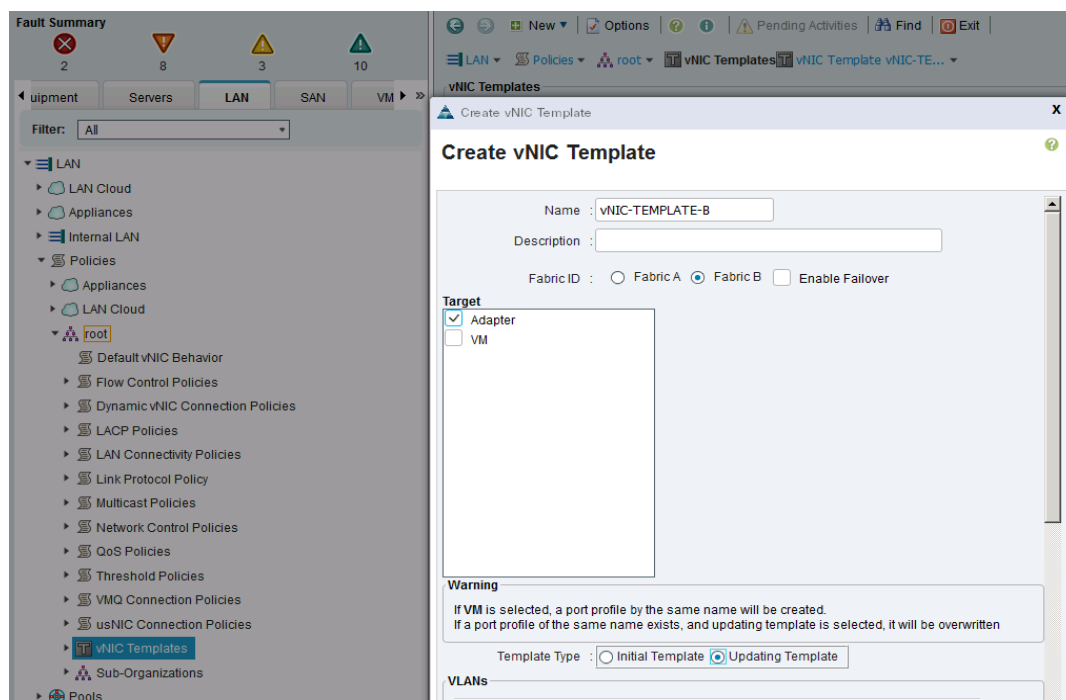 Fault Summary
2 8 3 10
uipment Servers LAN SAN VM
Filter: All
LAN
LAN Cloud
Appliances
Internal LAN
Policies
Appliances
LAN Cloud
root
Default vNIC Behavior
Flow Control Policies
Dynamic vNIC Connection Policies
LACP Policies
LAN Connectivity Policies
Link Protocol Policy
Multicast Policies
Network Control Policies
QoS Policies
Threshold Policies
VMQ Connection Policies
usNIC Connection Policies
vNIC Templates
Sub-Organizations
Pools
New Options Pending Activities Find Exit
LAN Policies root vNIC Templates vNIC Template vNIC-TE...
vNIC Templates
Create vNIC Template X
Create vNIC Template
Name : vNIC-TEMPLATE-B
Description :
Fabric ID : Fabric A Fabric B Enable Failover
Target
Adapter
VM
Warning
If VM is selected, a port profile by the same name will be created.
If a port profile of the same name exists, and updating template is selected, it will be overwritten
Template Type : Initial Template Updating Template
VLANs